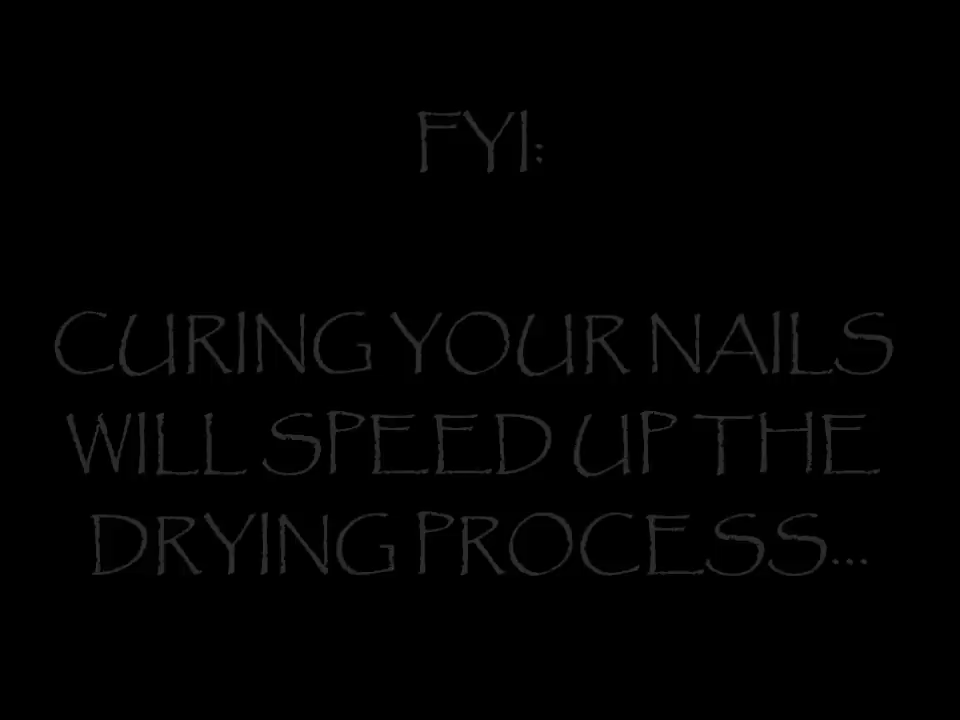 FYI:
CURING YOUR NAILS
WILL SPEED UP THE
DRYING PROCESS...